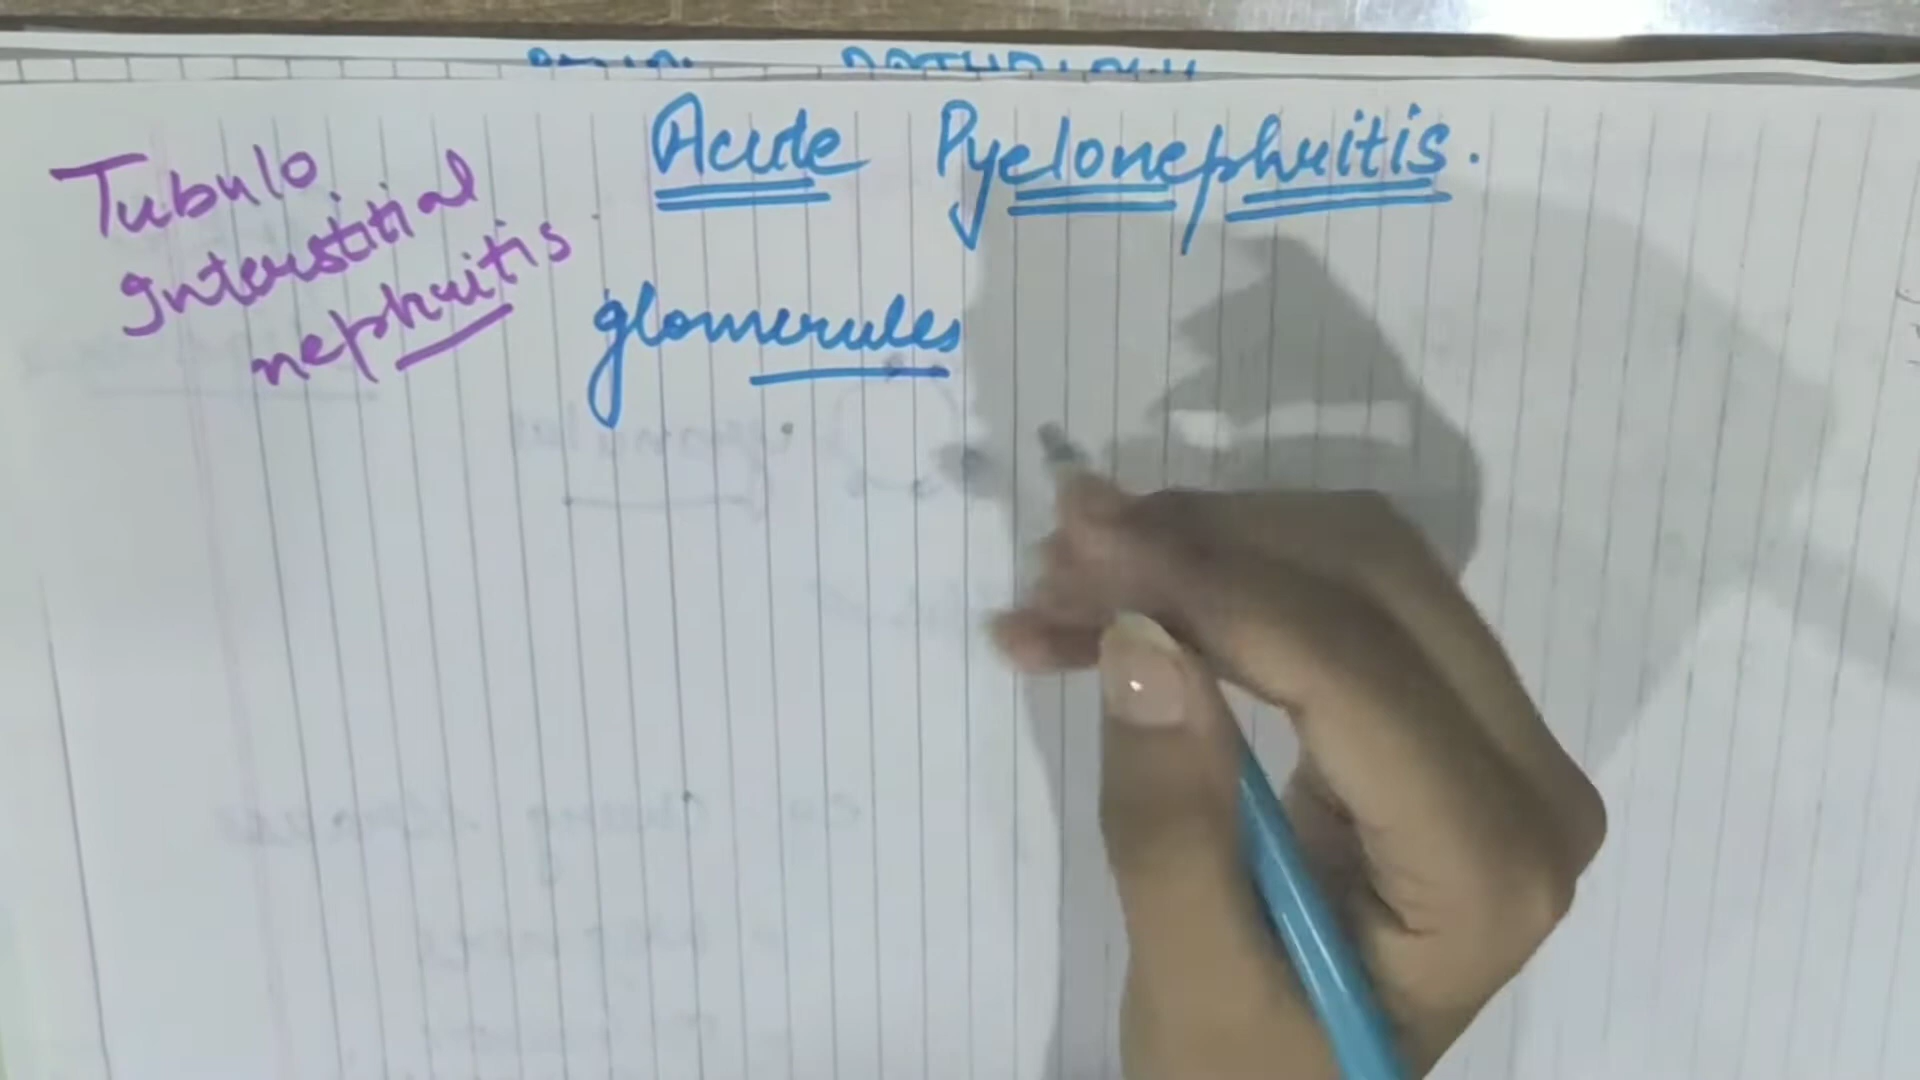 Acute Pyelonephritis.
Tubulo
Interstitial
nephritis
glomerules